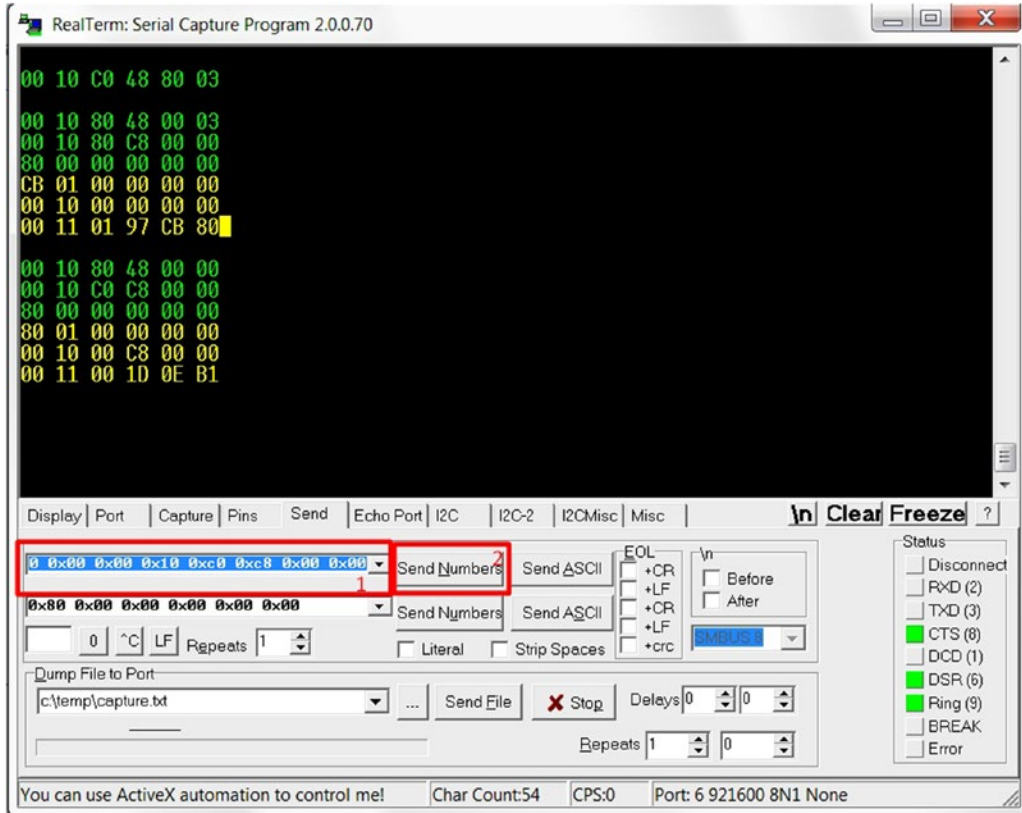 RealTerm: Serial Capture Program 2.0.0.70
00 10 C0 48 80 03
00 10 80 48 00 03
00 10 80 C8 00 00
80 00 00 00 00 00
CB 01 00 00 00 00
00 10 00 00 00 00
00 11 01 97 CB 80
00 10 80 48 00 00
00 10 C0 C8 00 00
80 00 00 00 00 00
80 01 00 00 00 00
00 10 00 C8 00 00
00 11 00 1D 0E B1
Display Port Capture Pins Send Echo Port I2C I2C-2 I2CMisc Misc \n Clear Freeze ?
0 0x00 0x00 0x10 0xc0 0xc8 0x00 0x00 1 Send Numbers 2 Send ASCII
0x80 0x00 0x00 0x00 0x00 0x00 Send Numbers Send ASCII
0 ^C LF Repeats 1 Literal Strip Spaces
EOL
+CR
+LF
+CR
+LF
+crc
\n
Before
After
SMBUS 8
Dump File to Port
c:\temp\capture.txt ... Send File Stop Delays 0 0
Repeats 1 0
Status
Disconnect
RXD (2)
TXD (3)
CTS (8)
DCD (1)
DSR (6)
Ring (9)
BREAK
Error
You can use ActiveX automation to control me! Char Count:54 CPS:0 Port: 6 921600 8N1 None